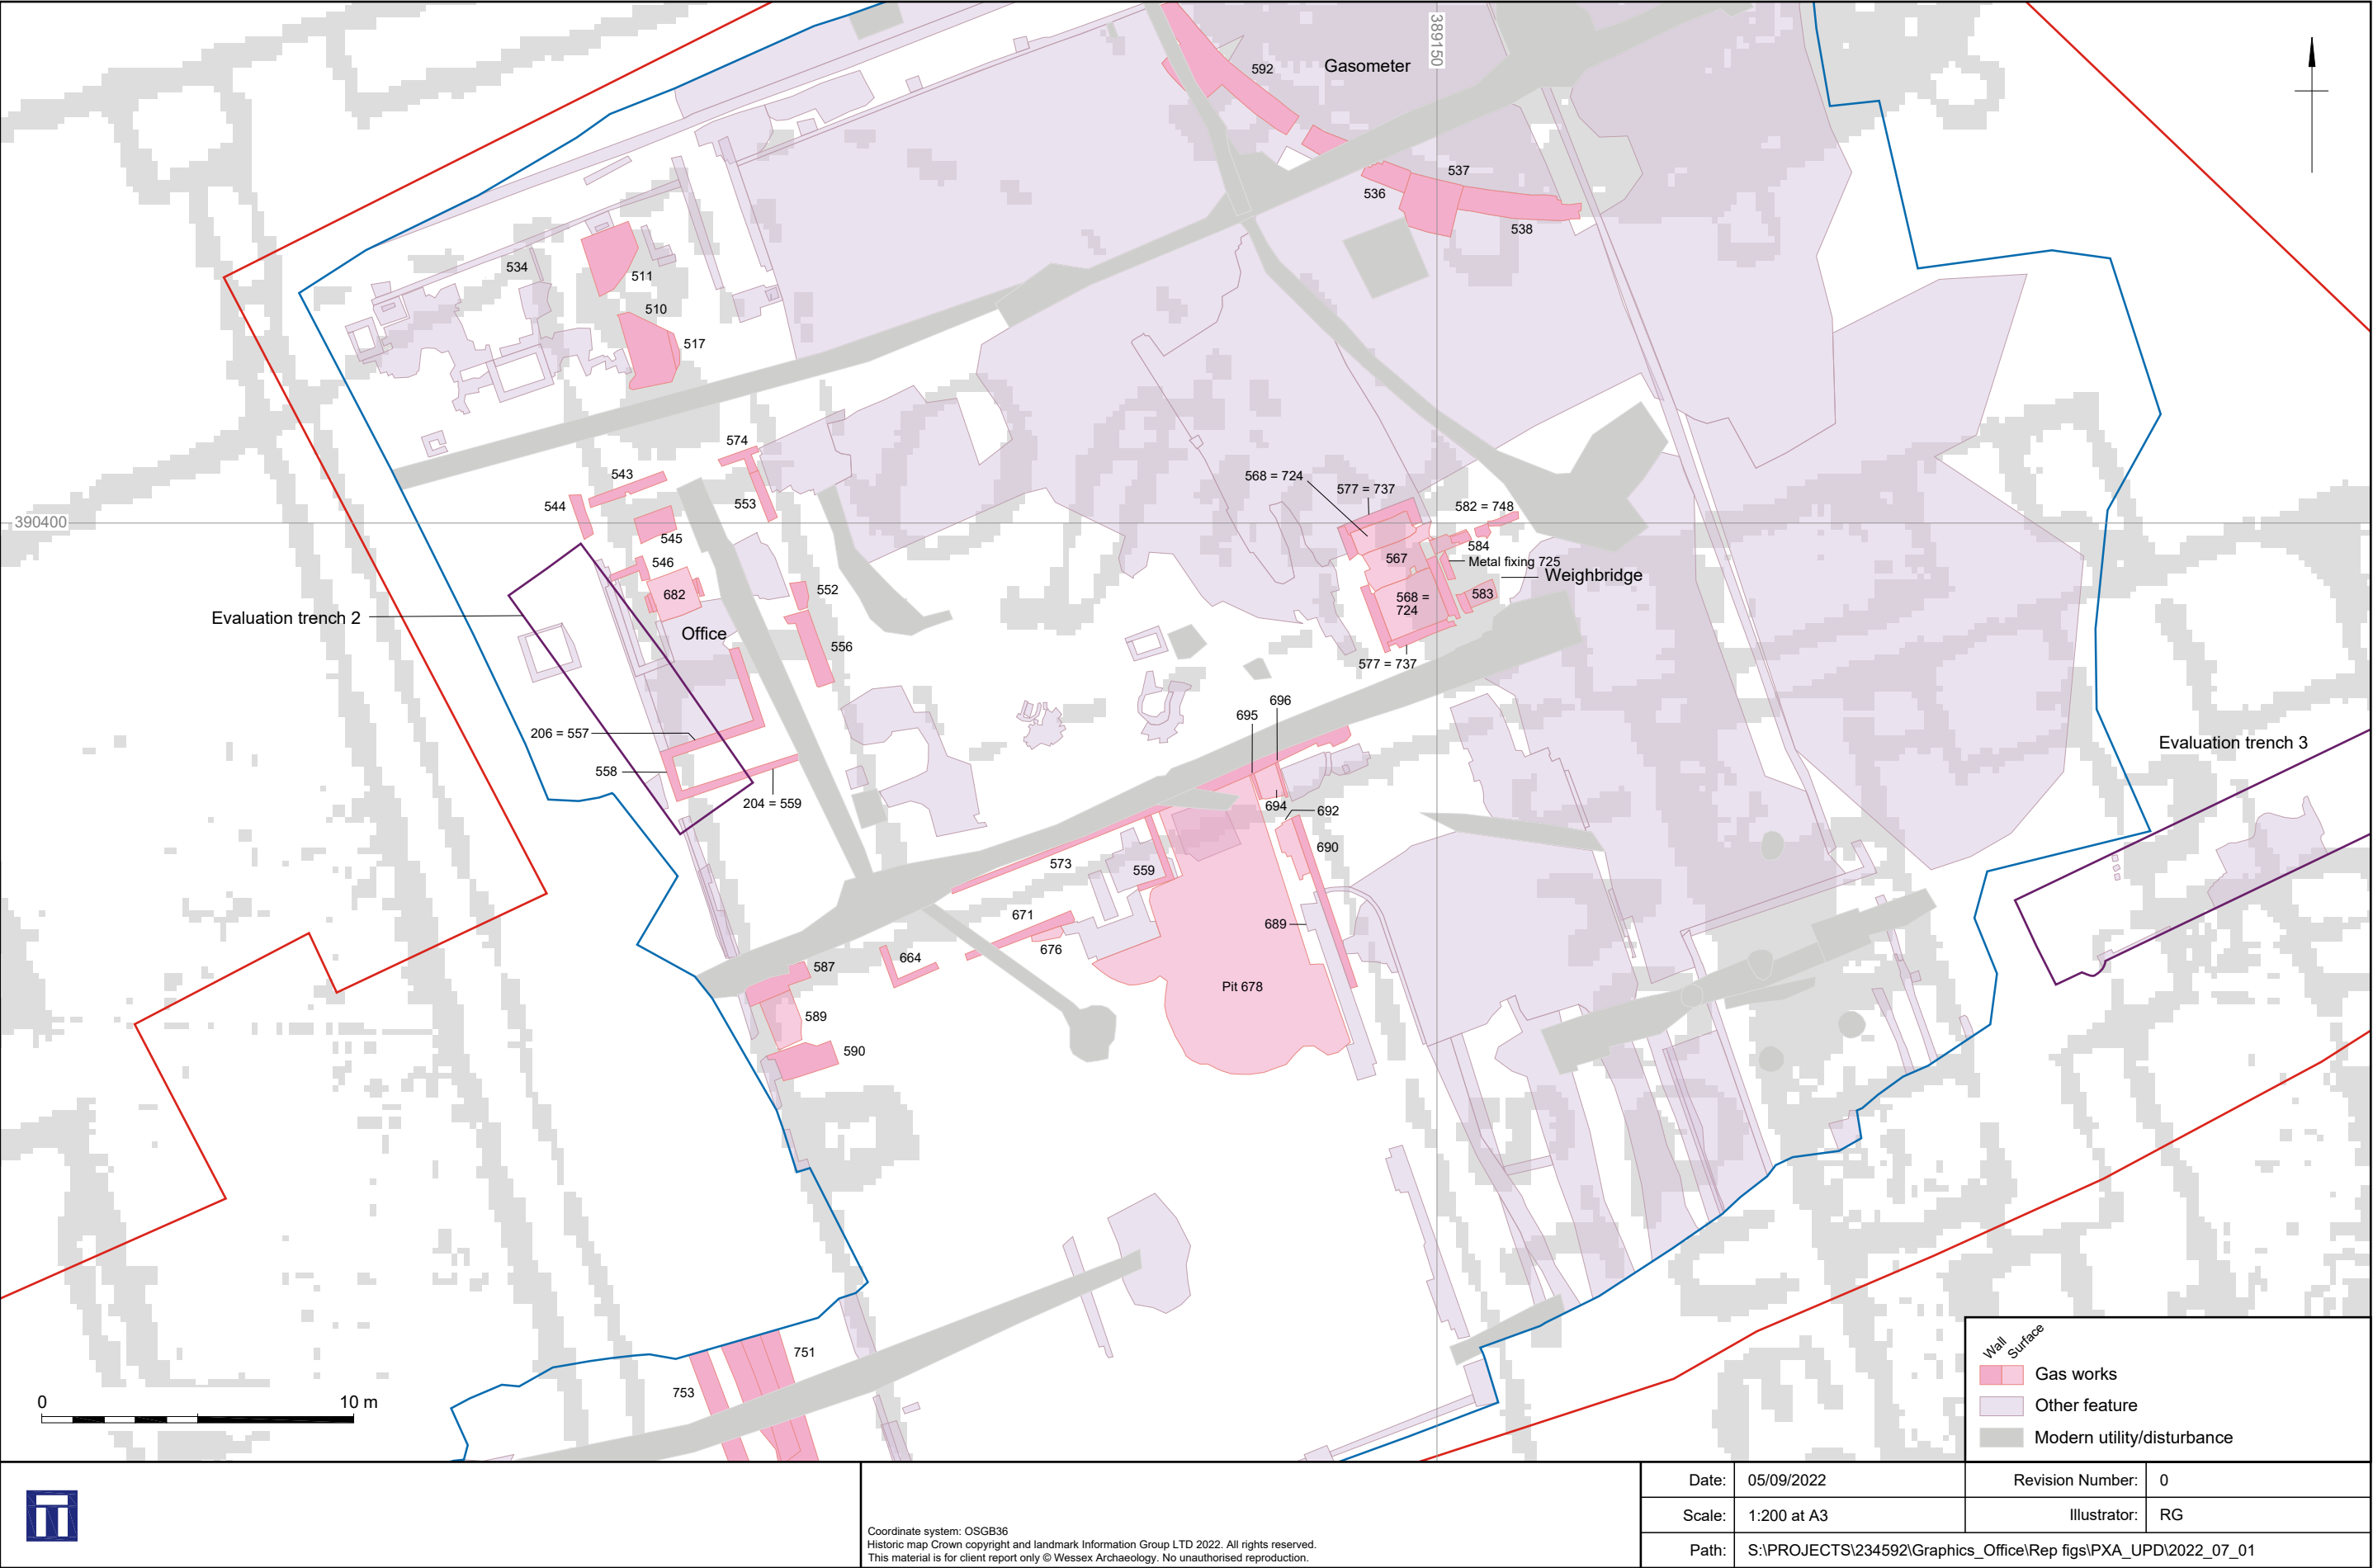 389150
592
Gasometer
537
536
538
534
511
510
517
574
543
553
544
545
546
682
552
556
Office
Evaluation trench 2
390400
568 = 724
577 = 737
582 = 748
584
567
Metal fixing 725
Weighbridge
568 =
724
583
577 = 737
206 = 557
558
204 = 559
696
695
694
692
690
573
559
689
671
676
664
587
589
590
Pit 678
Evaluation trench 3
751
753
0
10 m
Wall
Surface
Gas works
Other feature
Modern utility/disturbance
Coordinate system: OSGB36
Historic map Crown copyright and landmark Information Group LTD 2022. All rights reserved.
This material is for client report only © Wessex Archaeology. No unauthorised reproduction.
Date: 05/09/2022 Revision Number: 0
Scale: 1:200 at A3 Illustrator: RG
Path: S:\PROJECTS\234592\Graphics_Office\Rep figs\PXA_UPD\2022_07_01